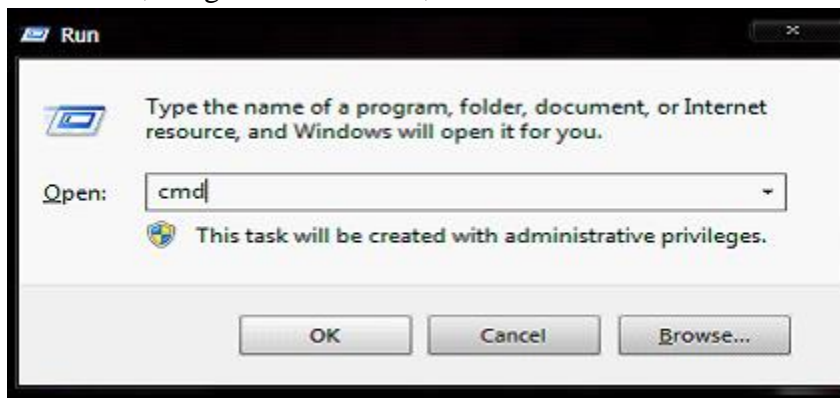 Run
Type the name of a program, folder, document, or Internet
resource, and Windows will open it for you.
Open:
cmd
This task will be created with administrative privileges.
OK
Cancel
Browse...